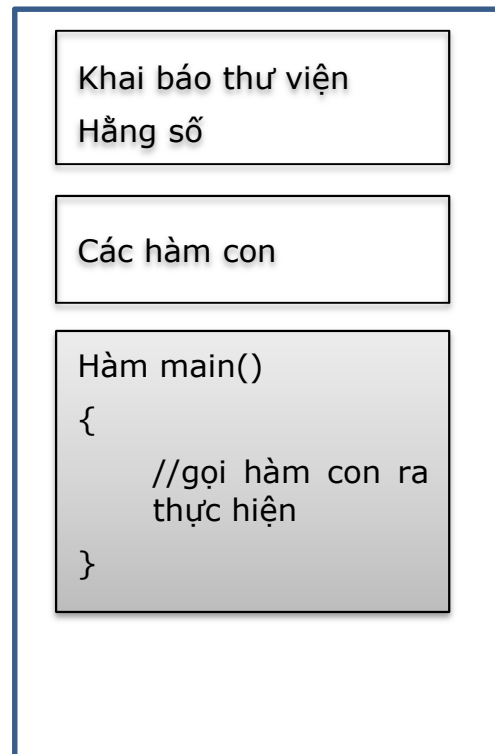 Khai báo thư viện
Hằng số
Các hàm con
Hàm main()
{
//gọi hàm con ra
thực hiện
}